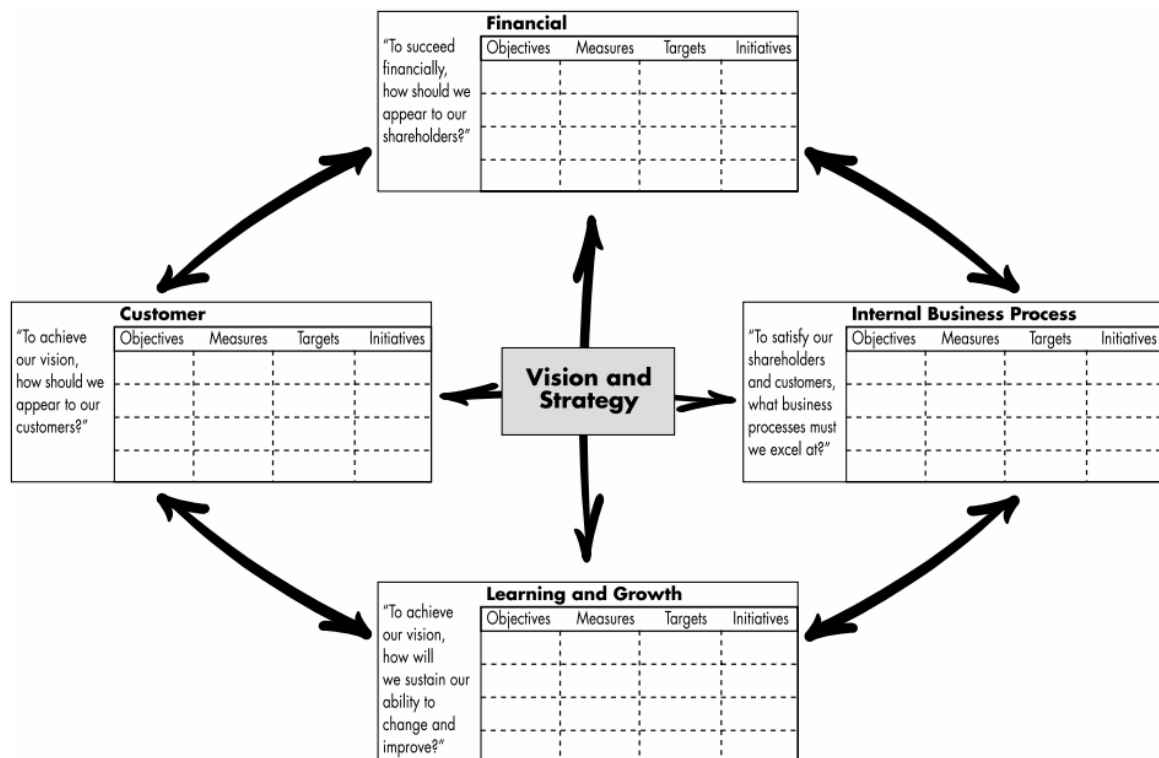 Financial
“To succeed
financially,
how should we
appear to our
shareholders?”
Objectives Measures Targets Initiatives
Customer
“To achieve
our vision,
how should we
appear to our
customers?”
Objectives Measures Targets Initiatives
Vision and
Strategy
Internal Business Process
“To satisfy our
shareholders
and customers,
what business
processes must
we excel at?”
Objectives Measures Targets Initiatives
Learning and Growth
“To achieve
our vision,
how will
we sustain our
ability to
change and
improve?”
Objectives Measures Targets Initiatives